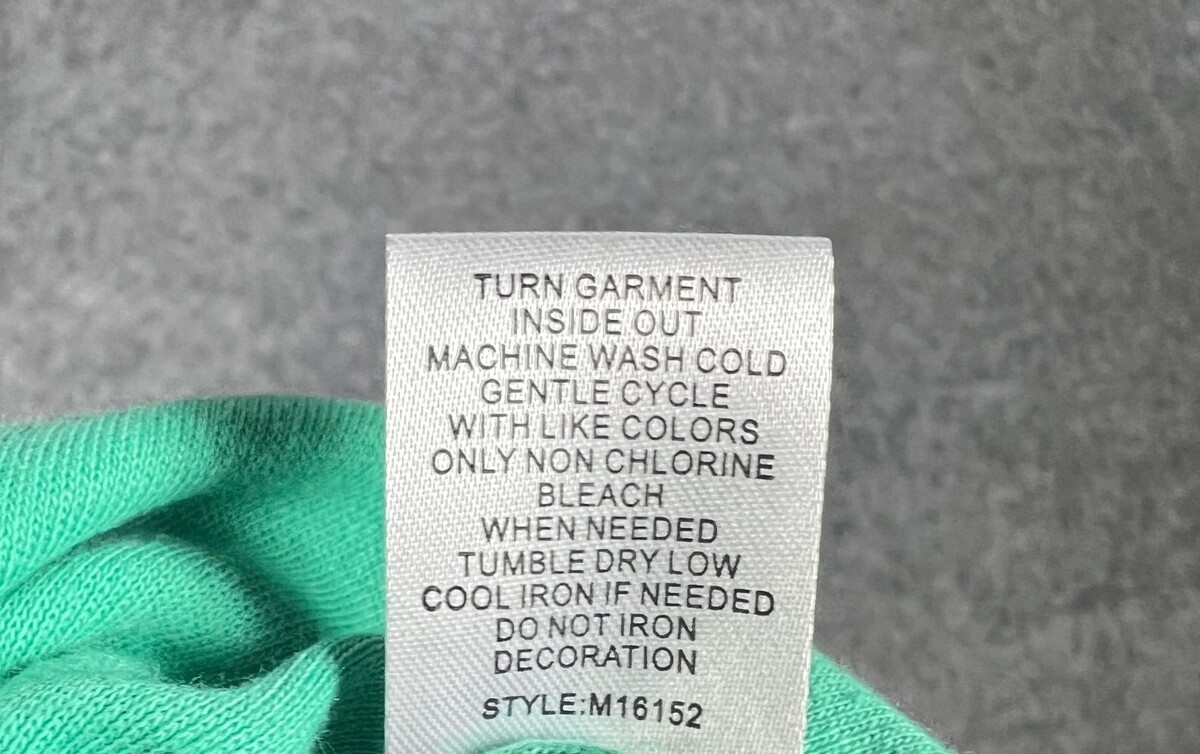 TURN GARMENT
INSIDE OUT
MACHINE WASH COLD
GENTLE CYCLE
WITH LIKE COLORS
ONLY NON CHLORINE
BLEACH
WHEN NEEDED
TUMBLE DRY LOW
COOL IRON IF NEEDED
DO NOT IRON
DECORATION
STYLE:M16152